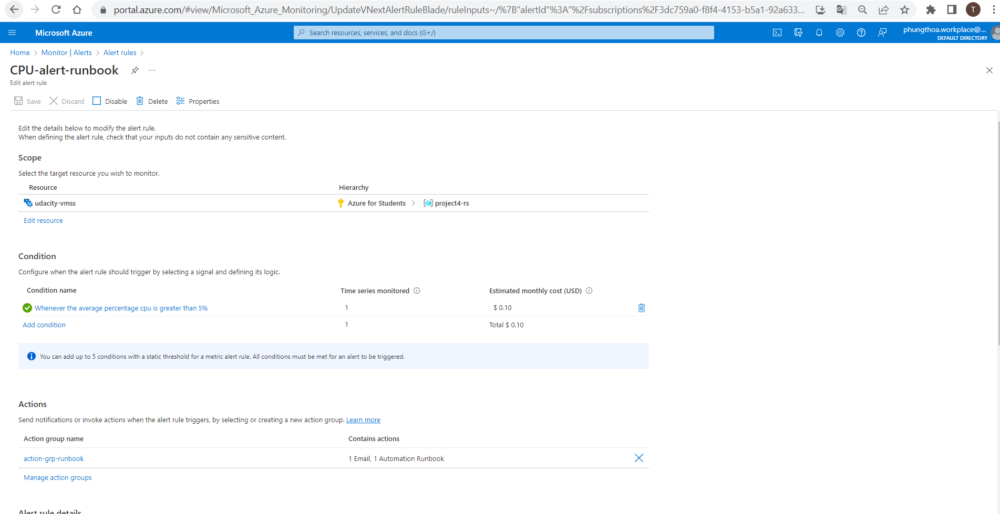 portal.azure.com/#view/Microsoft_Azure_Monitoring/UpdateVNextAlertRuleBlade/ruleInputs~/%7B"alertId"%3A"%2Fsubscriptions%2F3dc759a0-f8f4-4153-b5a1-92a633...
T
Microsoft Azure
Search resources, services, and docs (G+/)
phungthoa.workplace@...
DEFAULT DIRECTORY
Home > Monitor | Alerts > Alert rules >
CPU-alert-runbook
...
Edit alert rule
Save Discard Disable Delete Properties
Edit the details below to modify the alert rule.
When defining the alert rule, check that your inputs do not contain any sensitive content.
Scope
Select the target resource you wish to monitor.
Resource Hierarchy
udacity-vmss Azure for Students > project4-rs
Edit resource
Condition
Configure when the alert rule should trigger by selecting a signal and defining its logic.
Condition name Time series monitored Estimated monthly cost (USD)
Whenever the average percentage cpu is greater than 5% 1 $ 0.10
Add condition 1 Total $ 0.10
You can add up to 5 conditions with a static threshold for a metric alert rule. All conditions must be met for an alert to be triggered.
Actions
Send notifications or invoke actions when the alert rule triggers, by selecting or creating a new action group. Learn more
Action group name Contains actions
action-grp-runbook 1 Email, 1 Automation Runbook
Manage action groups
Alert rule details